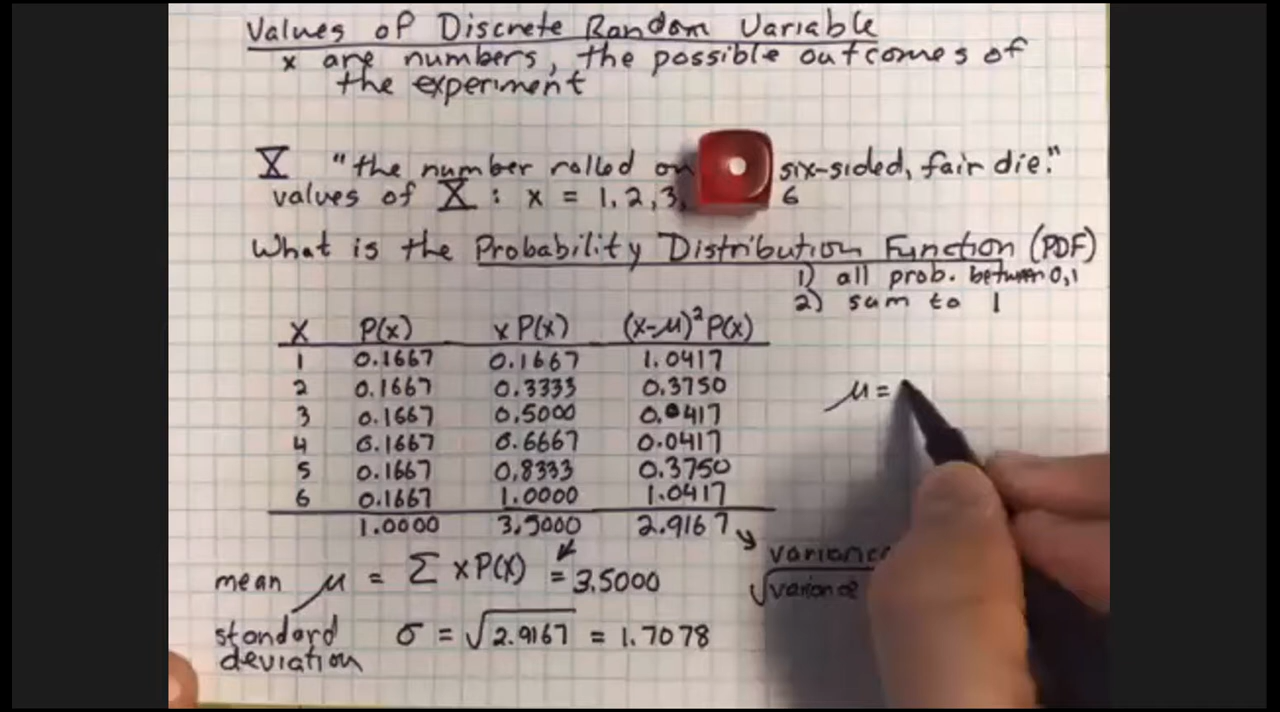 Values of Discrete Random Variable
x are numbers, the possible outcomes of
the experiment
X "the number rolled on six-sided, fair die."
values of X : x = 1, 2, 3, 6
What is the Probability Distribution Function (PDF)
1) all prob. between 0,1
2) sum to 1
X P(x) x P(x) (x-μ)² P(x)
1 0.1667 0.1667 1.0417
2 0.1667 0.3333 0.3750
3 0.1667 0.5000 0.0417
4 0.1667 0.6667 0.0417
5 0.1667 0.8333 0.3750
6 0.1667 1.0000 1.0417
1.0000 3.5000 2.9167
μ =
mean μ = Σ x P(x) = 3.5000
√variance
standard σ = √2.9167 = 1.7078
deviation